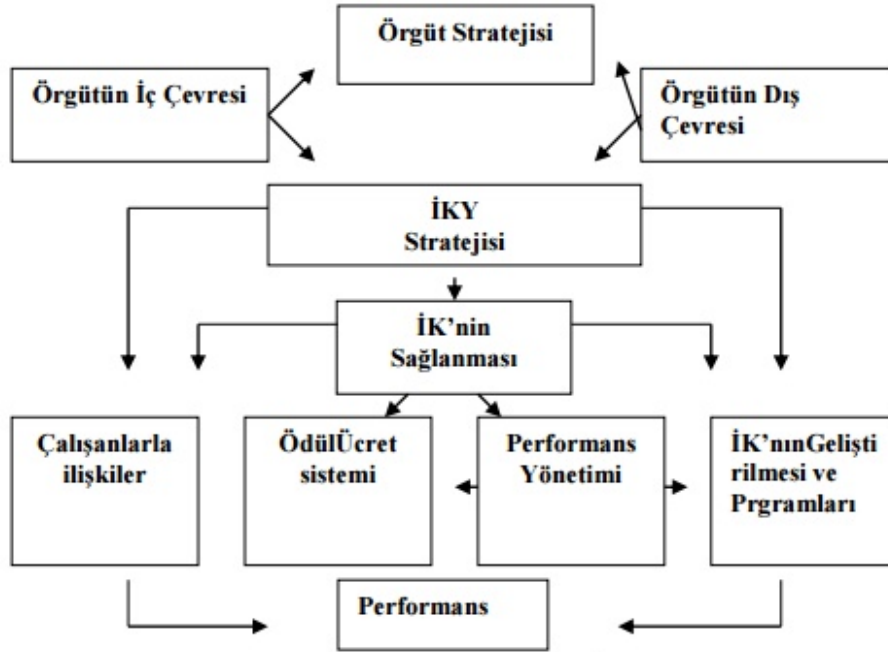 Örgüt Stratejisi
Örgütün İç Çevresi
Örgütün Dış
Çevresi
İKY
Stratejisi
İK’nin
Sağlanması
Çalışanlarla
ilişkiler
ÖdülÜcret
sistemi
Performans
Yönetimi
İK’nınGelişti
rilmesi ve
Prgramları
Performans